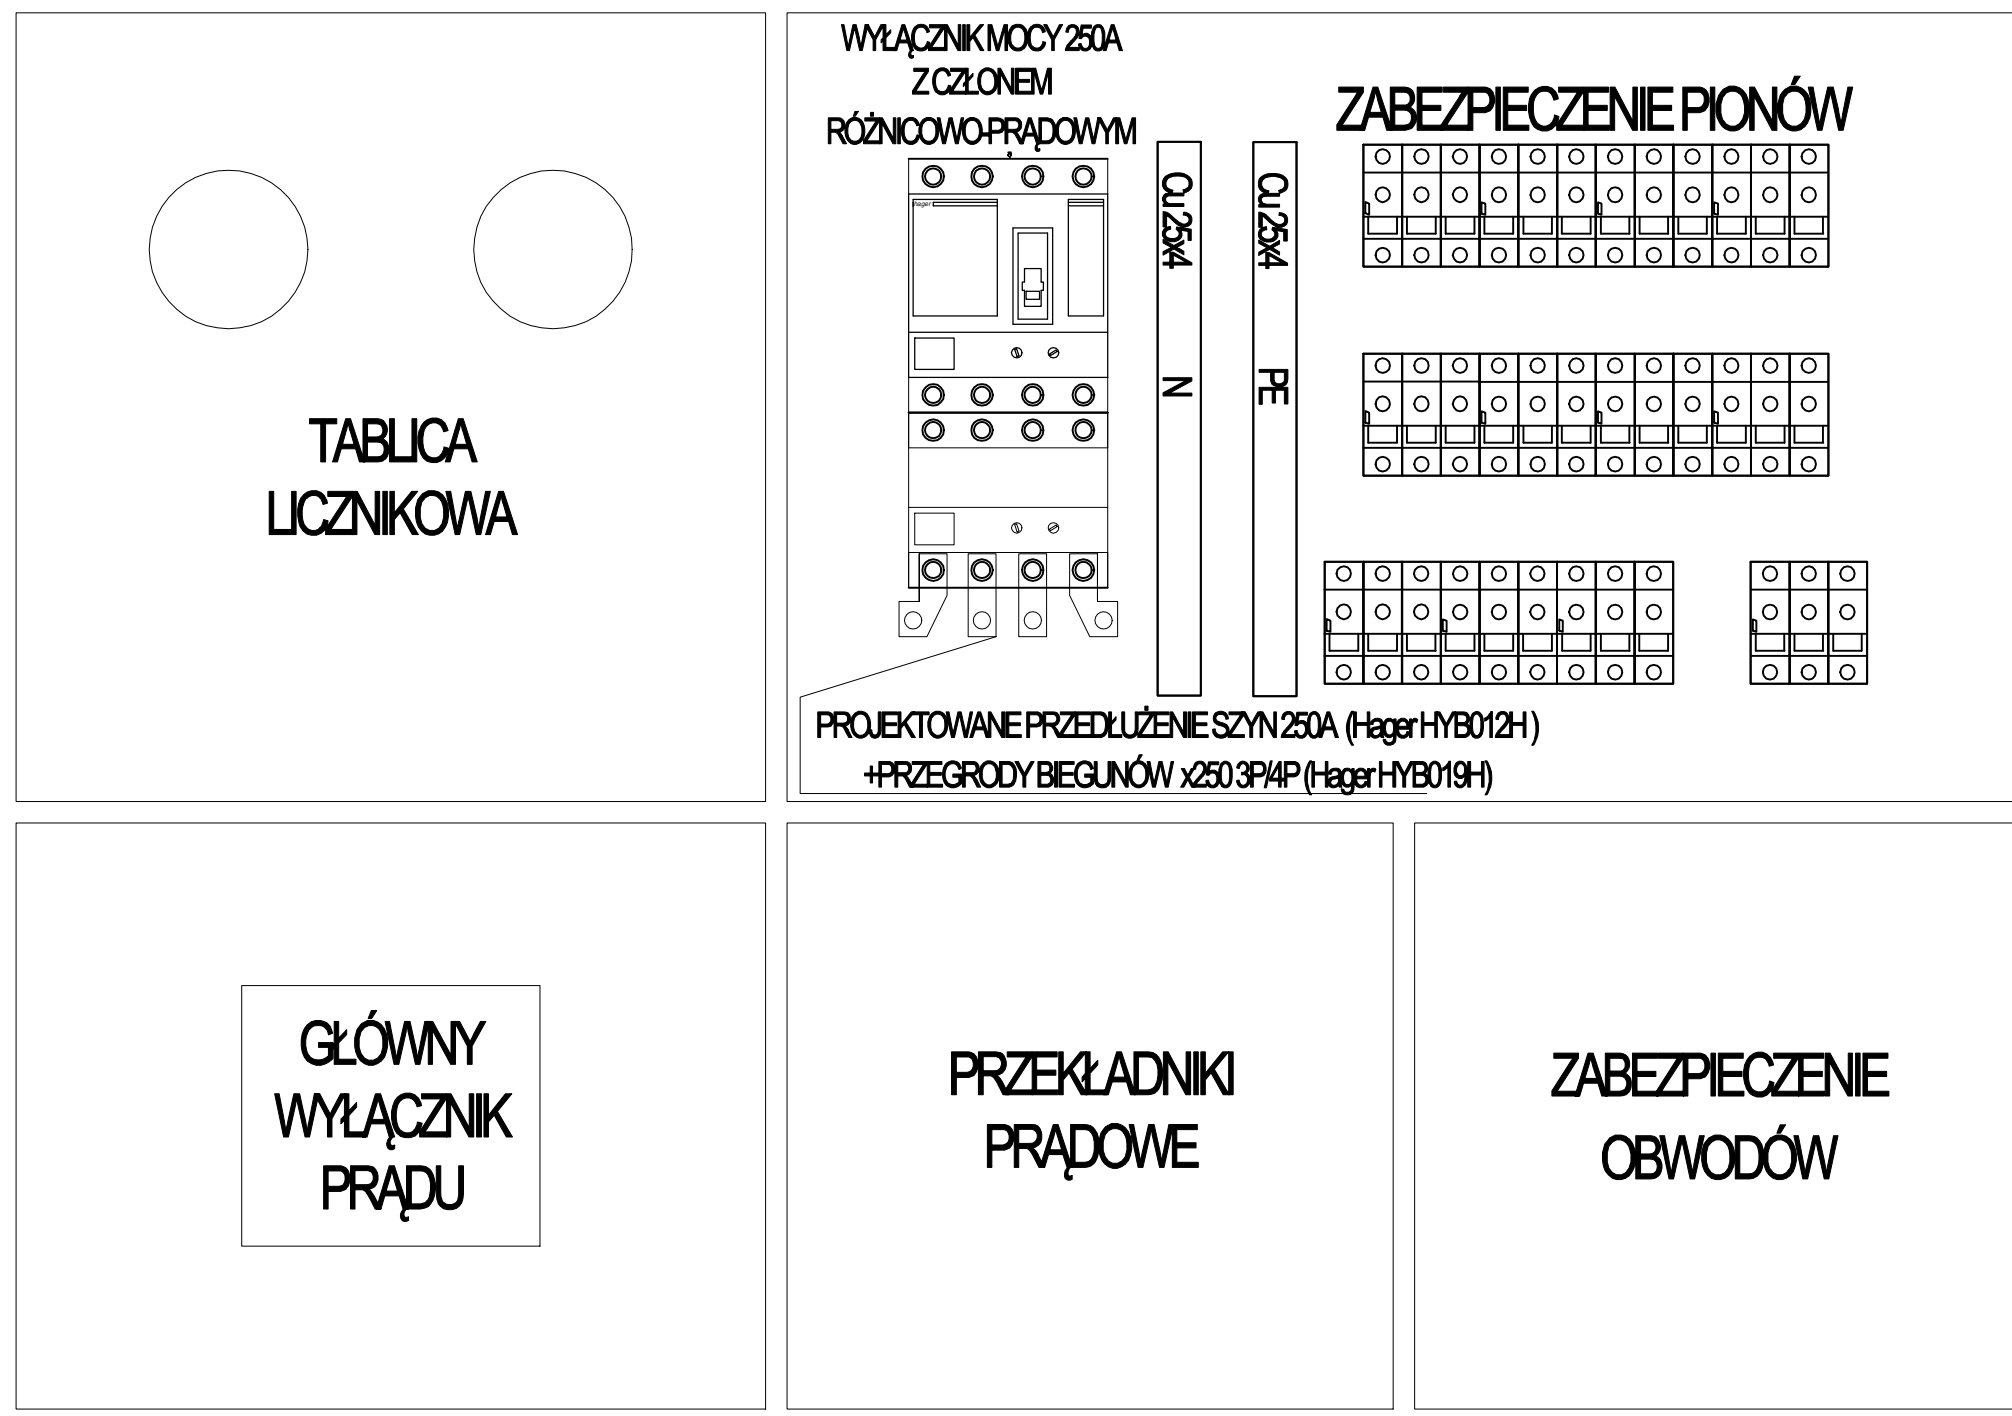 WYŁĄCZNIK MOCY 250A
Z CZŁONEM
RÓŻNICOWO-PRĄDOWYM
hager
Cu 25x4 N
Cu 25x4 PE
ZABEZPIECZENIE PIONÓW
TABLICA
LICZNIKOWA
PROJEKTOWANE PRZEDŁUŻENIE SZYN 250A (Hager HYB012H )
+PRZEGRODY BIEGUNÓW x250 3P/4P (Hager HYB019H)
GŁÓWNY
WYŁĄCZNIK
PRĄDU
PRZEKŁADNIKI
PRĄDOWE
ZABEZPIECZENIE
OBWODÓW